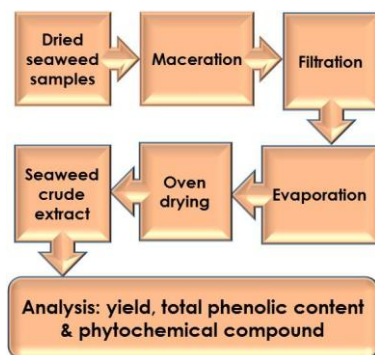 Dried
seaweed
samples
Maceration
Filtration
Evaporation
Oven
drying
Seaweed
crude
extract
Analysis: yield, total phenolic content
& phytochemical compound